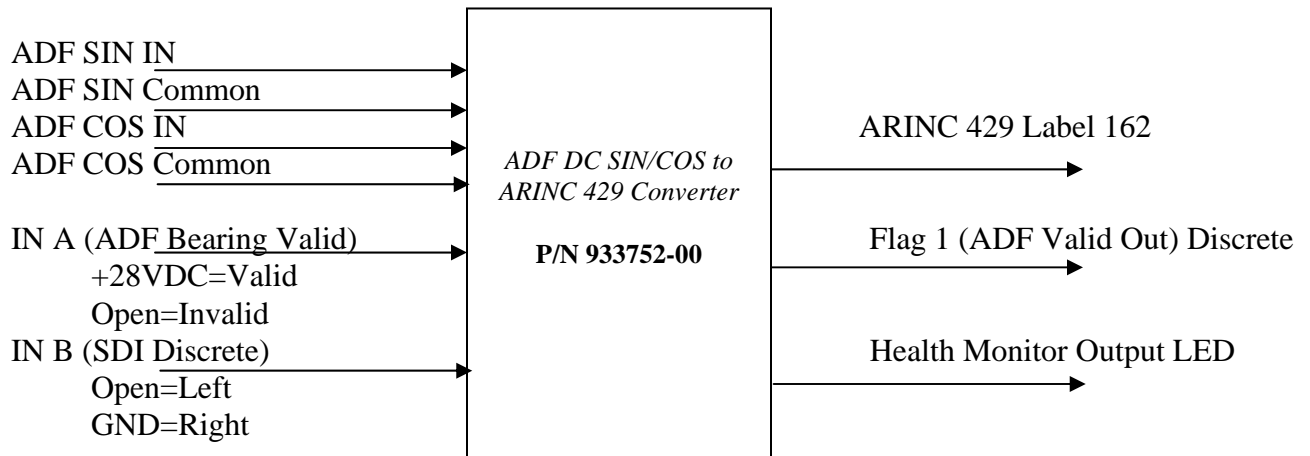 ADF SIN IN
ADF SIN Common
ADF COS IN
ADF COS Common
IN A (ADF Bearing Valid)
+28VDC=Valid
Open=Invalid
IN B (SDI Discrete)
Open=Left
GND=Right
ADF DC SIN/COS to
ARINC 429 Converter
P/N 933752-00
ARINC 429 Label 162
Flag 1 (ADF Valid Out) Discrete
Health Monitor Output LED